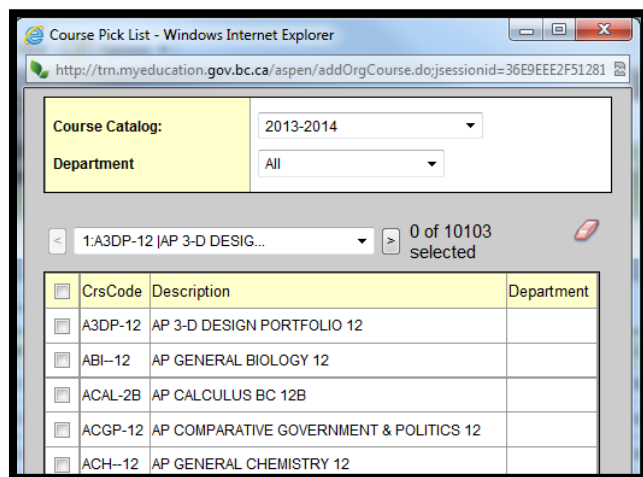 Course Pick List - Windows Internet Explorer
http://trn.myeducation.gov.bc.ca/aspen/addOrgCourse.do;jsessionid=36E9EEE2F51281
Course Catalog: 2013-2014
Department All
< 1:A3DP-12 |AP 3-D DESIG... > 0 of 10103
selected
CrsCode Description Department
A3DP-12 AP 3-D DESIGN PORTFOLIO 12
ABI--12 AP GENERAL BIOLOGY 12
ACAL-2B AP CALCULUS BC 12B
ACGP-12 AP COMPARATIVE GOVERNMENT & POLITICS 12
ACH--12 AP GENERAL CHEMISTRY 12